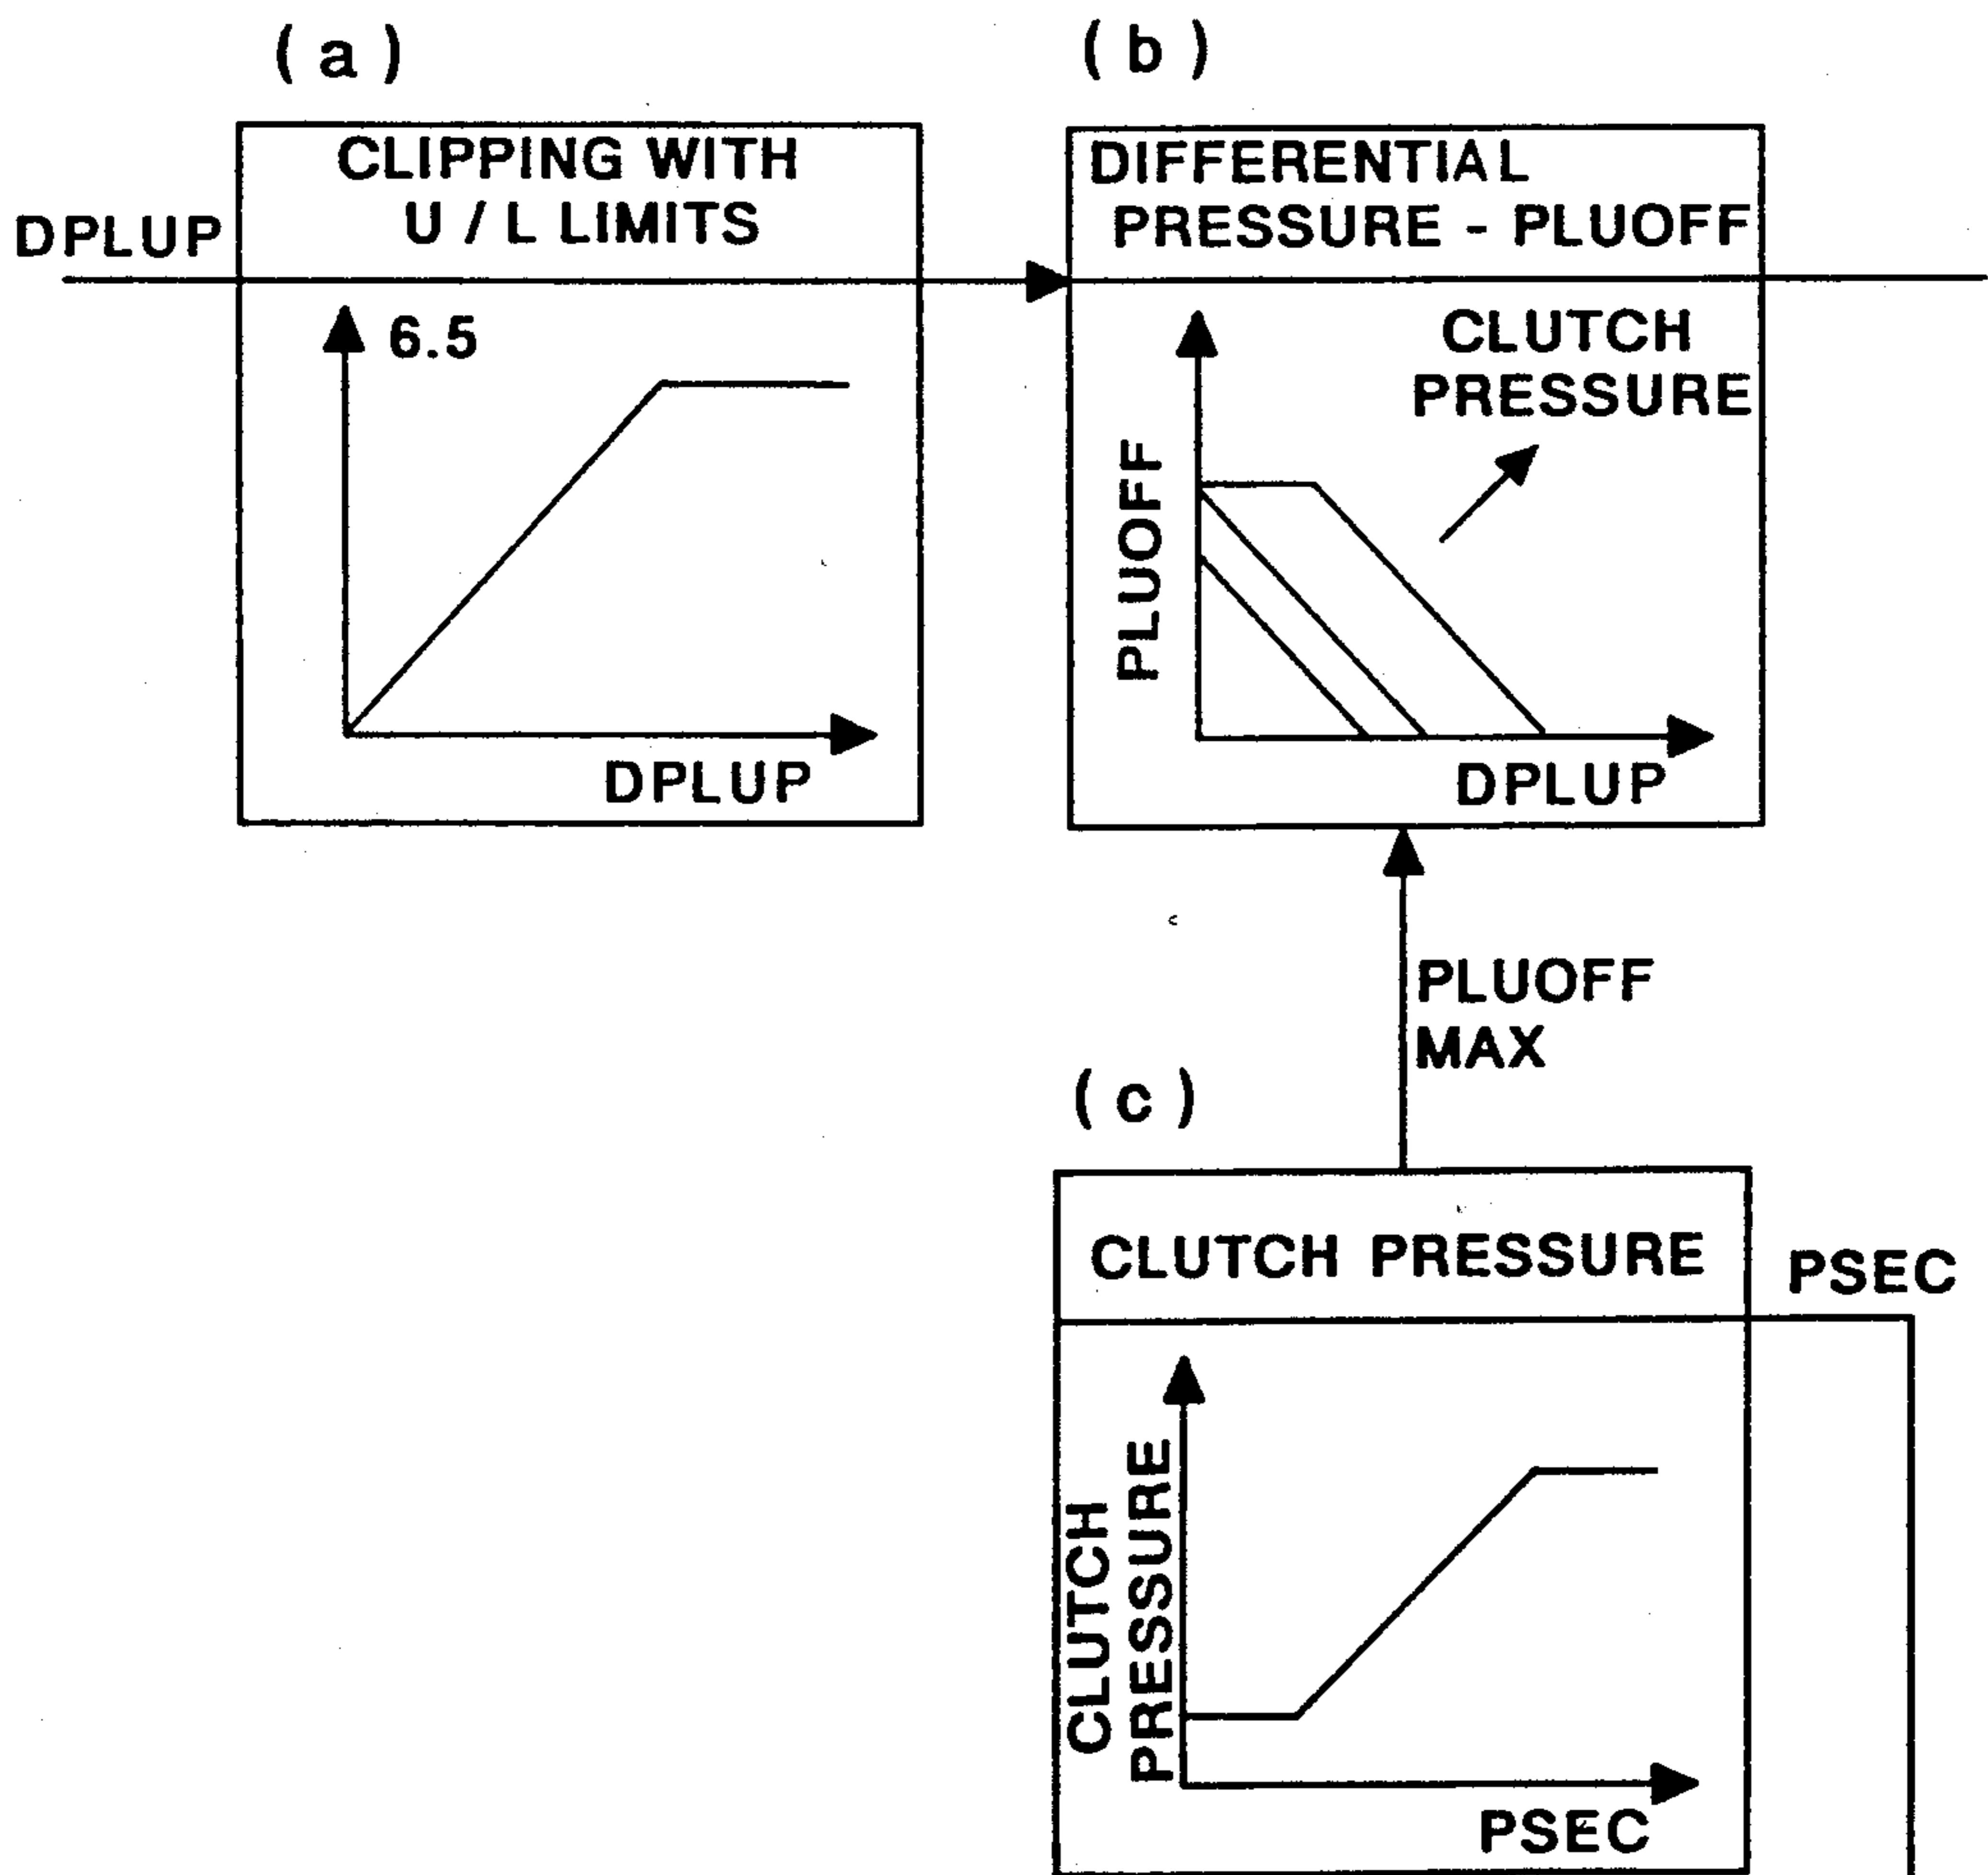 ( a )
CLIPPING WITH
U / L LIMITS
DPLUP
6.5
DPLUP
( b )
DIFFERENTIAL
PRESSURE - PLUOFF
CLUTCH
PRESSURE
PLUOFF
DPLUP
PLUOFF
MAX
( c )
CLUTCH PRESSURE
PSEC
CLUTCH
PRESSURE
PSEC